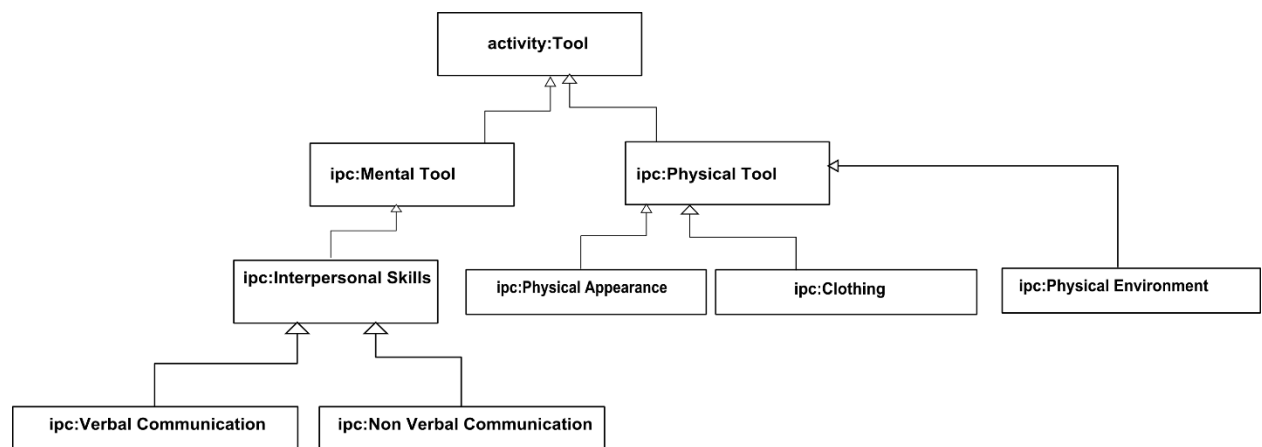 activity:Tool
ipc:Mental Tool
ipc:Physical Tool
ipc:Interpersonal Skills
ipc:Physical Appearance
ipc:Clothing
ipc:Physical Environment
ipc:Verbal Communication
ipc:Non Verbal Communication